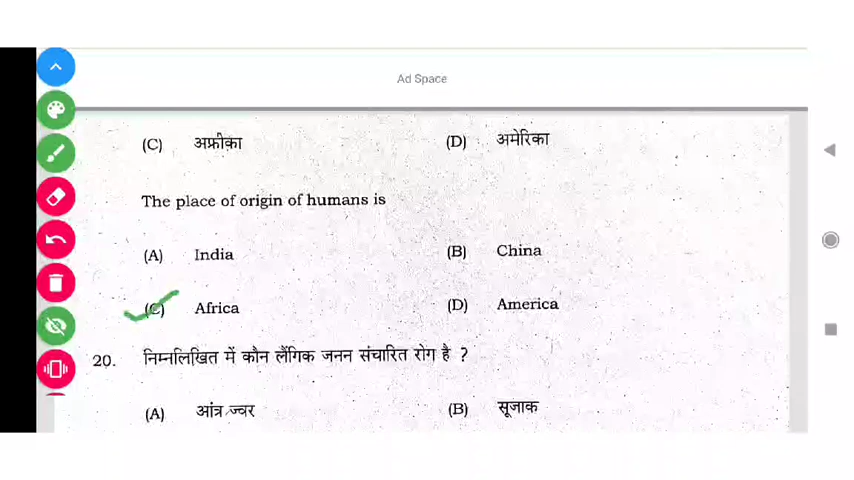 Ad Space
(C) अफ्रीका (D) अमेरिका
The place of origin of humans is
(A) India (B) China
(C) Africa (D) America
20. निम्नलिखित में कौन लैंगिक जनन संचारित रोग है ?
(A) आंत्र ज्वर (B) सूजाक